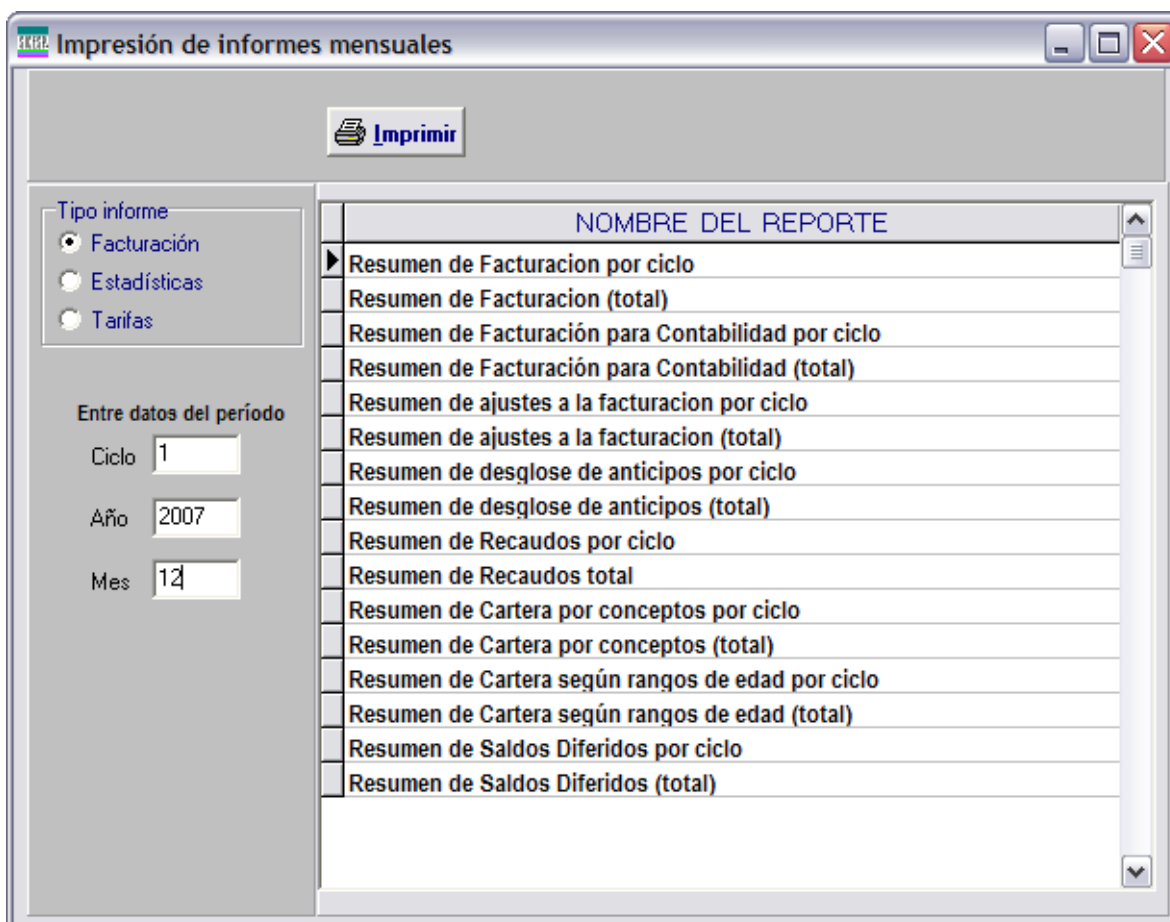 Impresión de informes mensuales
Imprimir
Tipo informe
Facturación
Estadísticas
Tarifas
Entre datos del período
Ciclo 1
Año 2007
Mes 12
NOMBRE DEL REPORTE
Resumen de Facturacion por ciclo
Resumen de Facturacion (total)
Resumen de Facturación para Contabilidad por ciclo
Resumen de Facturación para Contabilidad (total)
Resumen de ajustes a la facturacion por ciclo
Resumen de ajustes a la facturacion (total)
Resumen de desglose de anticipos por ciclo
Resumen de desglose de anticipos (total)
Resumen de Recaudos por ciclo
Resumen de Recaudos total
Resumen de Cartera por conceptos por ciclo
Resumen de Cartera por conceptos (total)
Resumen de Cartera según rangos de edad por ciclo
Resumen de Cartera según rangos de edad (total)
Resumen de Saldos Diferidos por ciclo
Resumen de Saldos Diferidos (total)